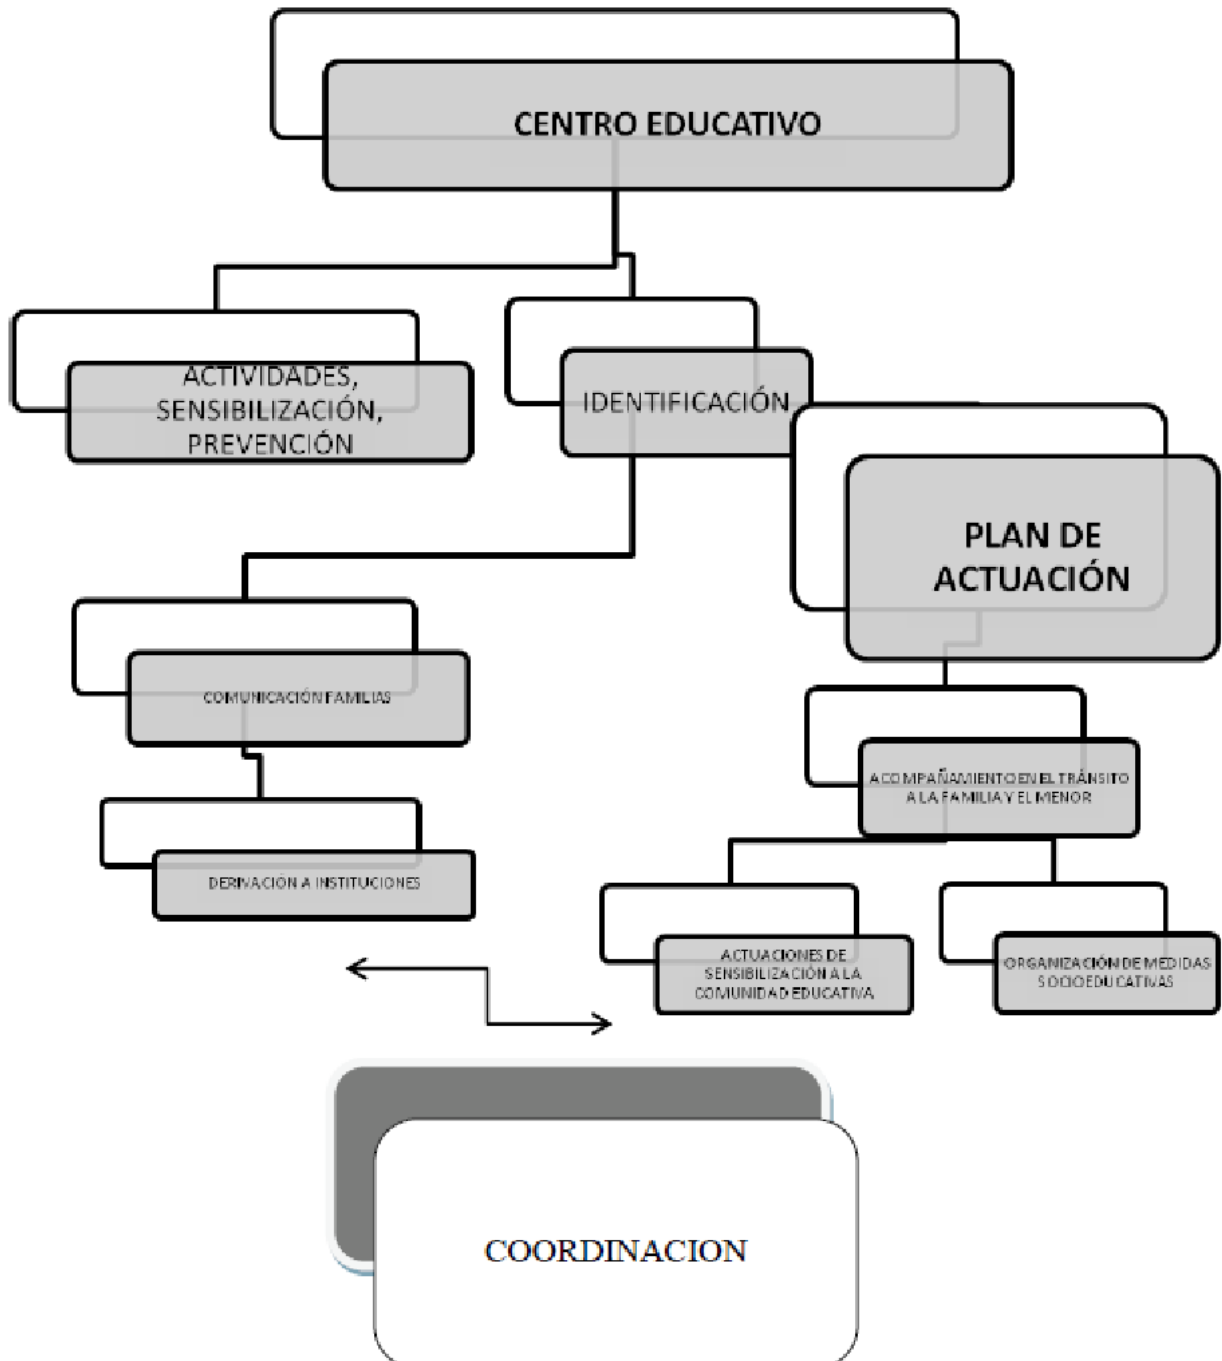 CENTRO EDUCATIVO
ACTIVIDADES,
SENSIBILIZACIÓN,
PREVENCIÓN
IDENTIFICACIÓN
PLAN DE
ACTUACIÓN
COMUNICACIÓN FAMILIAS
ACOMPAÑAMIENTO EN EL TRÁNSITO
A LA FAMILIA Y EL MENOR
DERIVACIÓN A INSTITUCIONES
ACTUACIONES DE
SENSIBILIZACIÓN A LA
COMUNIDAD EDUCATIVA
ORGANIZACIÓN DE MEDIDAS
SOCIOEDUCATIVAS
COORDINACION